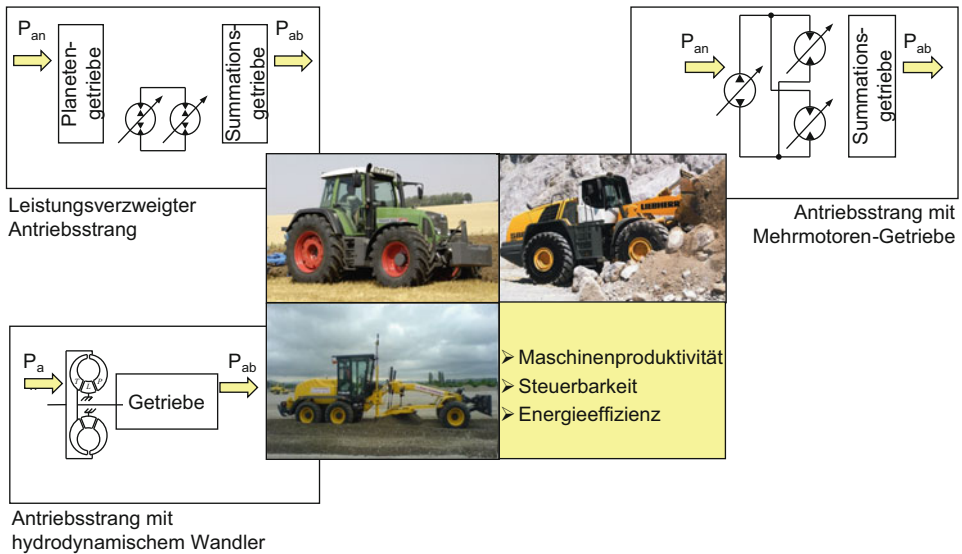 P_an
Planeten-
getriebe
Summations-
getriebe
P_ab
Leistungsverzweigter
Antriebsstrang
P_an
Summations-
getriebe
P_ab
LIEBHERR
Antriebsstrang mit
Mehrmotoren-Getriebe
P_a
T L P
Getriebe
P_ab
Antriebsstrang mit
hydrodynamischem Wandler
➢ Maschinenproduktivität
➢ Steuerbarkeit
➢ Energieeffizienz